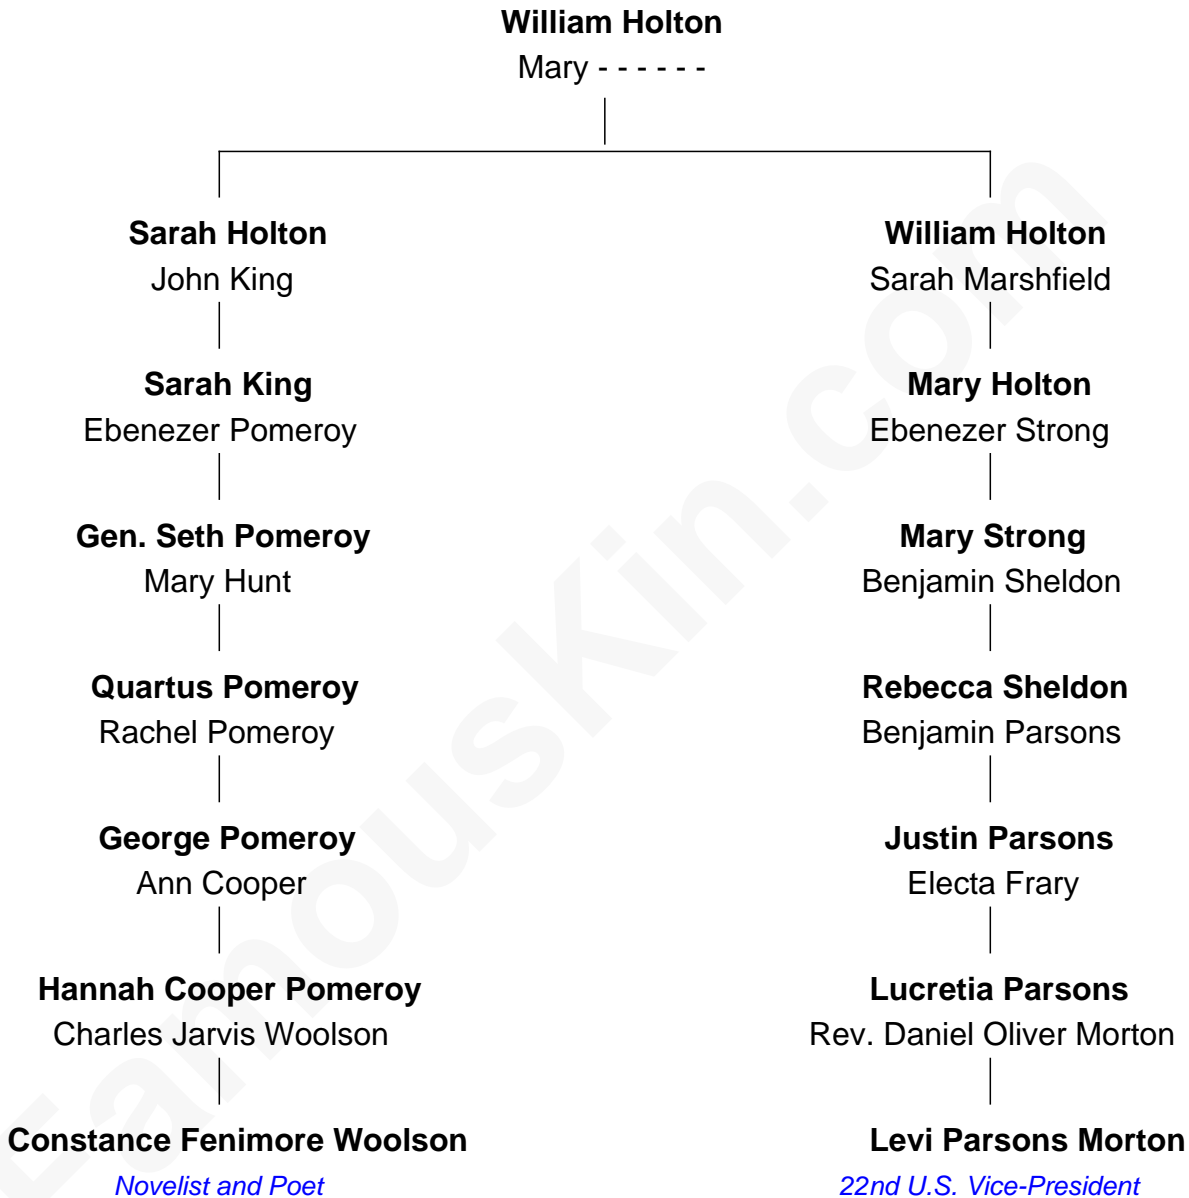 William Holton
Mary - - - - - -
Sarah Holton
John King
William Holton
Sarah Marshfield
Sarah King
Ebenezer Pomeroy
Mary Holton
Ebenezer Strong
Gen. Seth Pomeroy
Mary Hunt
Mary Strong
Benjamin Sheldon
Quartus Pomeroy
Rachel Pomeroy
Rebecca Sheldon
Benjamin Parsons
George Pomeroy
Ann Cooper
Justin Parsons
Electa Frary
Hannah Cooper Pomeroy
Charles Jarvis Woolson
Lucretia Parsons
Rev. Daniel Oliver Morton
Constance Fenimore Woolson
Novelist and Poet
Levi Parsons Morton
22nd U.S. Vice-President
FamousKin.com